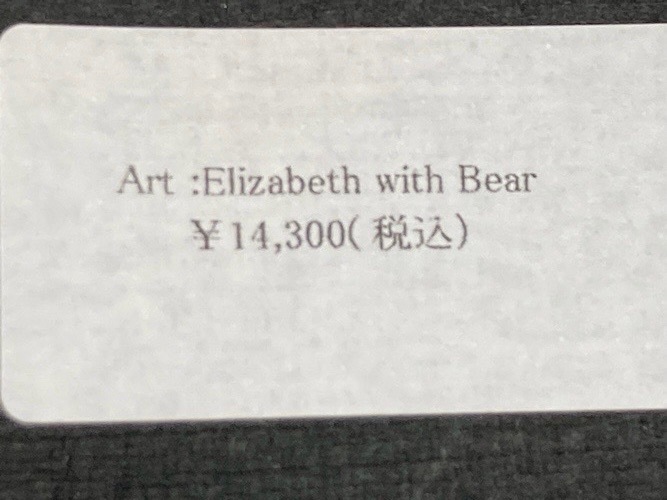 Art :Elizabeth with Bear
¥14,300(税込)